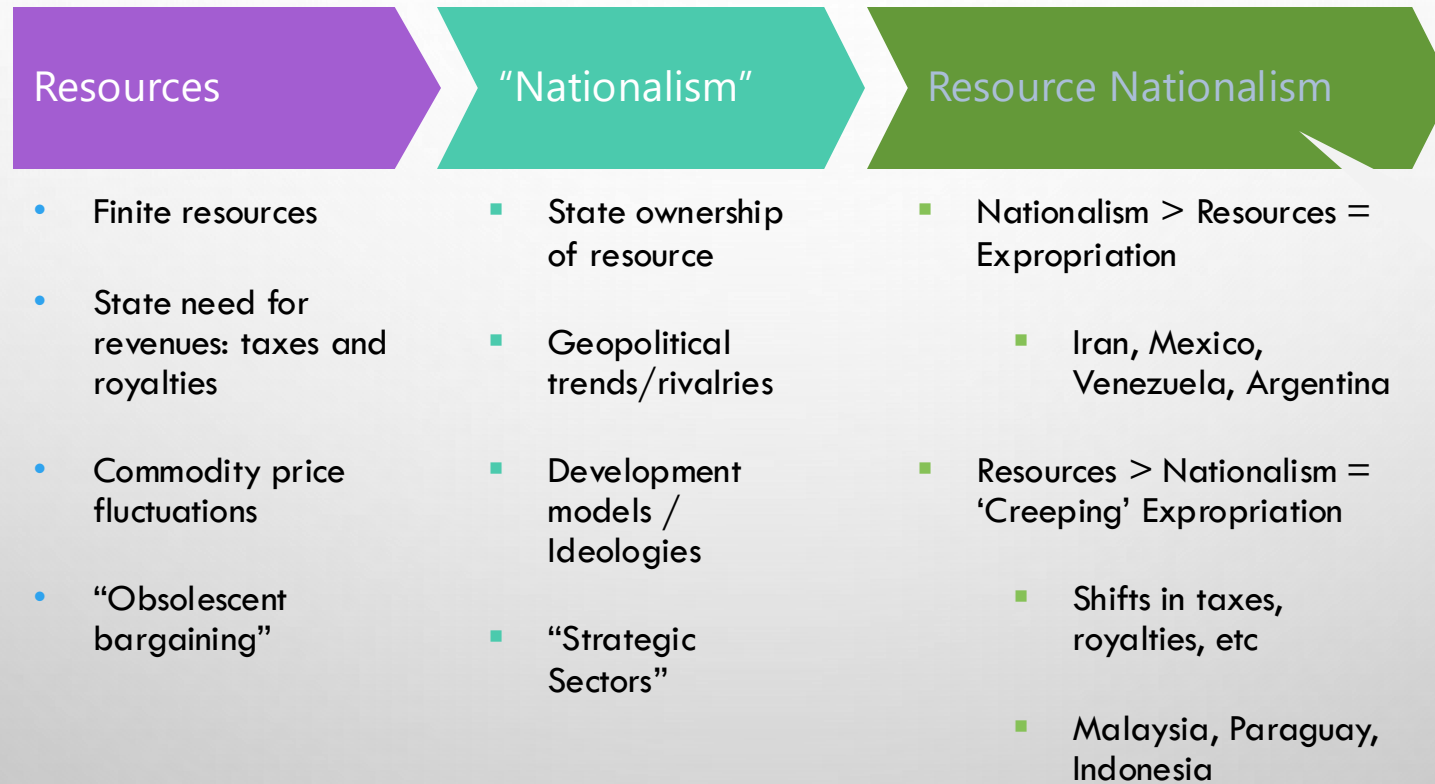 Resources
• Finite resources
• State need for
revenues: taxes and
royalties
• Commodity price
fluctuations
• “Obsolescent
bargaining”
“Nationalism”
▪ State ownership
of resource
▪ Geopolitical
trends/rivalries
▪ Development
models /
Ideologies
▪ “Strategic
Sectors”
Resource Nationalism
▪ Nationalism > Resources =
Expropriation
▪ Iran, Mexico,
Venezuela, Argentina
▪ Resources > Nationalism =
‘Creeping’ Expropriation
▪ Shifts in taxes,
royalties, etc
▪ Malaysia, Paraguay,
Indonesia